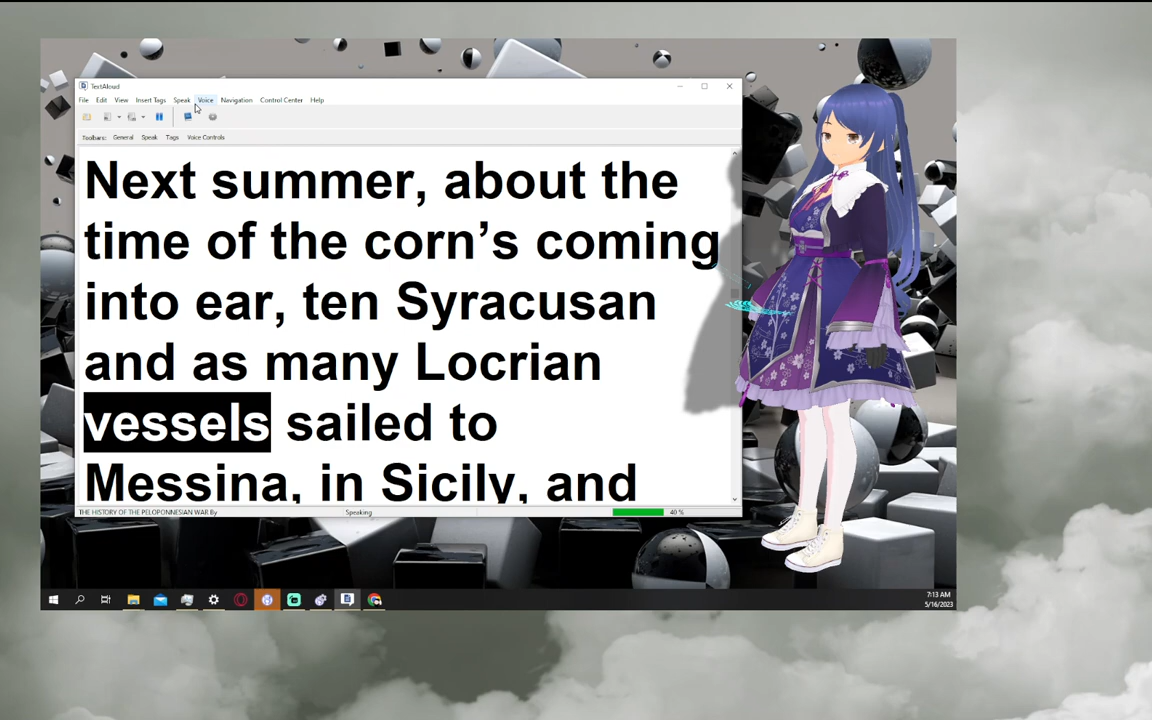 TextAloud
File Edit View Insert Tags Speak Voice Navigation Control Center Help
Toolbars: General Speak Tags Voice Controls
Next summer, about the
time of the corn’s coming
into ear, ten Syracusan
and as many Locrian
vessels sailed to
Messina, in Sicily, and
THE HISTORY OF THE PELOPONNESIAN WAR By Speaking 40 %
7:13 AM
5/16/2023